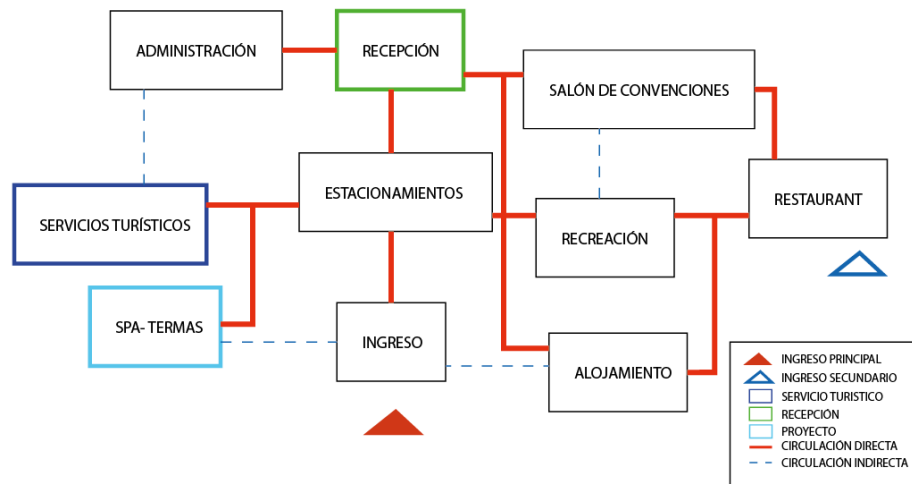 ADMINISTRACIÓN
RECEPCIÓN
SALÓN DE CONVENCIONES
ESTACIONAMIENTOS
RESTAURANT
SERVICIOS TURÍSTICOS
RECREACIÓN
SPA- TERMAS
INGRESO
ALOJAMIENTO
INGRESO PRINCIPAL
INGRESO SECUNDARIO
SERVICIO TURISTICO
RECEPCIÓN
PROYECTO
CIRCULACIÓN DIRECTA
CIRCULACIÓN INDIRECTA